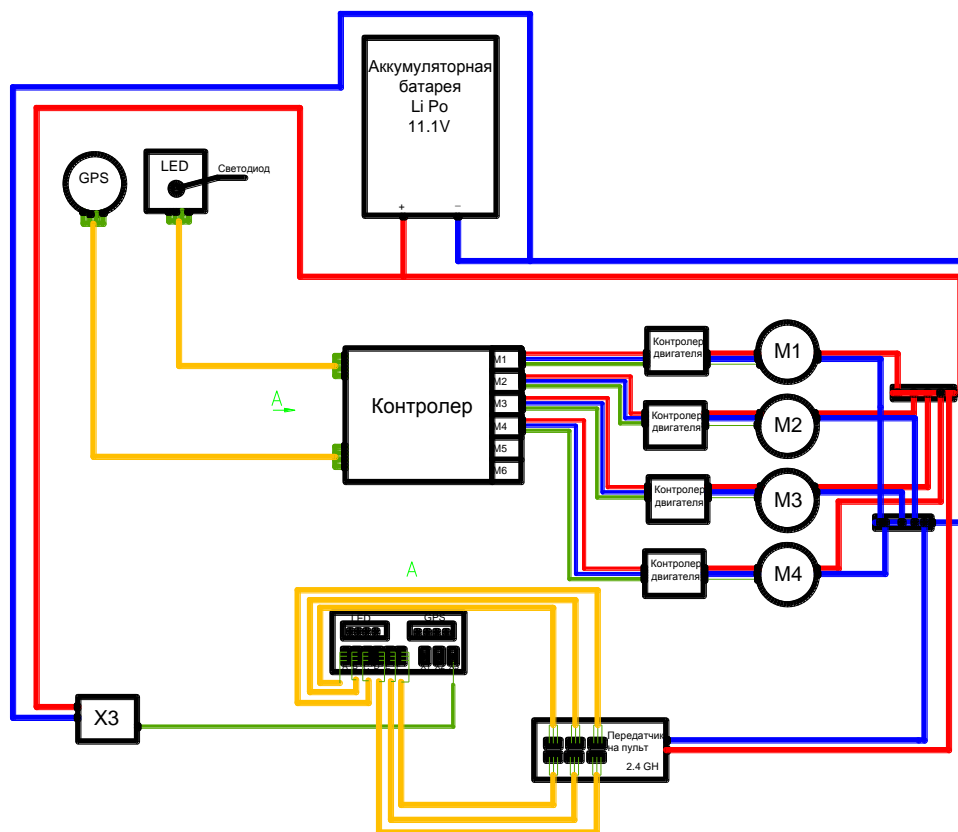 Аккумуляторная
батарея
Li Po
11.1V
+ −
GPS
LED
Светодиод
A
Контролер
M1
M2
M3
M4
M5
M6
Контролер
двигателя
M1
Контролер
двигателя
M2
Контролер
двигателя
M3
Контролер
двигателя
M4
A
LED
GPS
X3
Передатчик
на пульт
2.4 GH